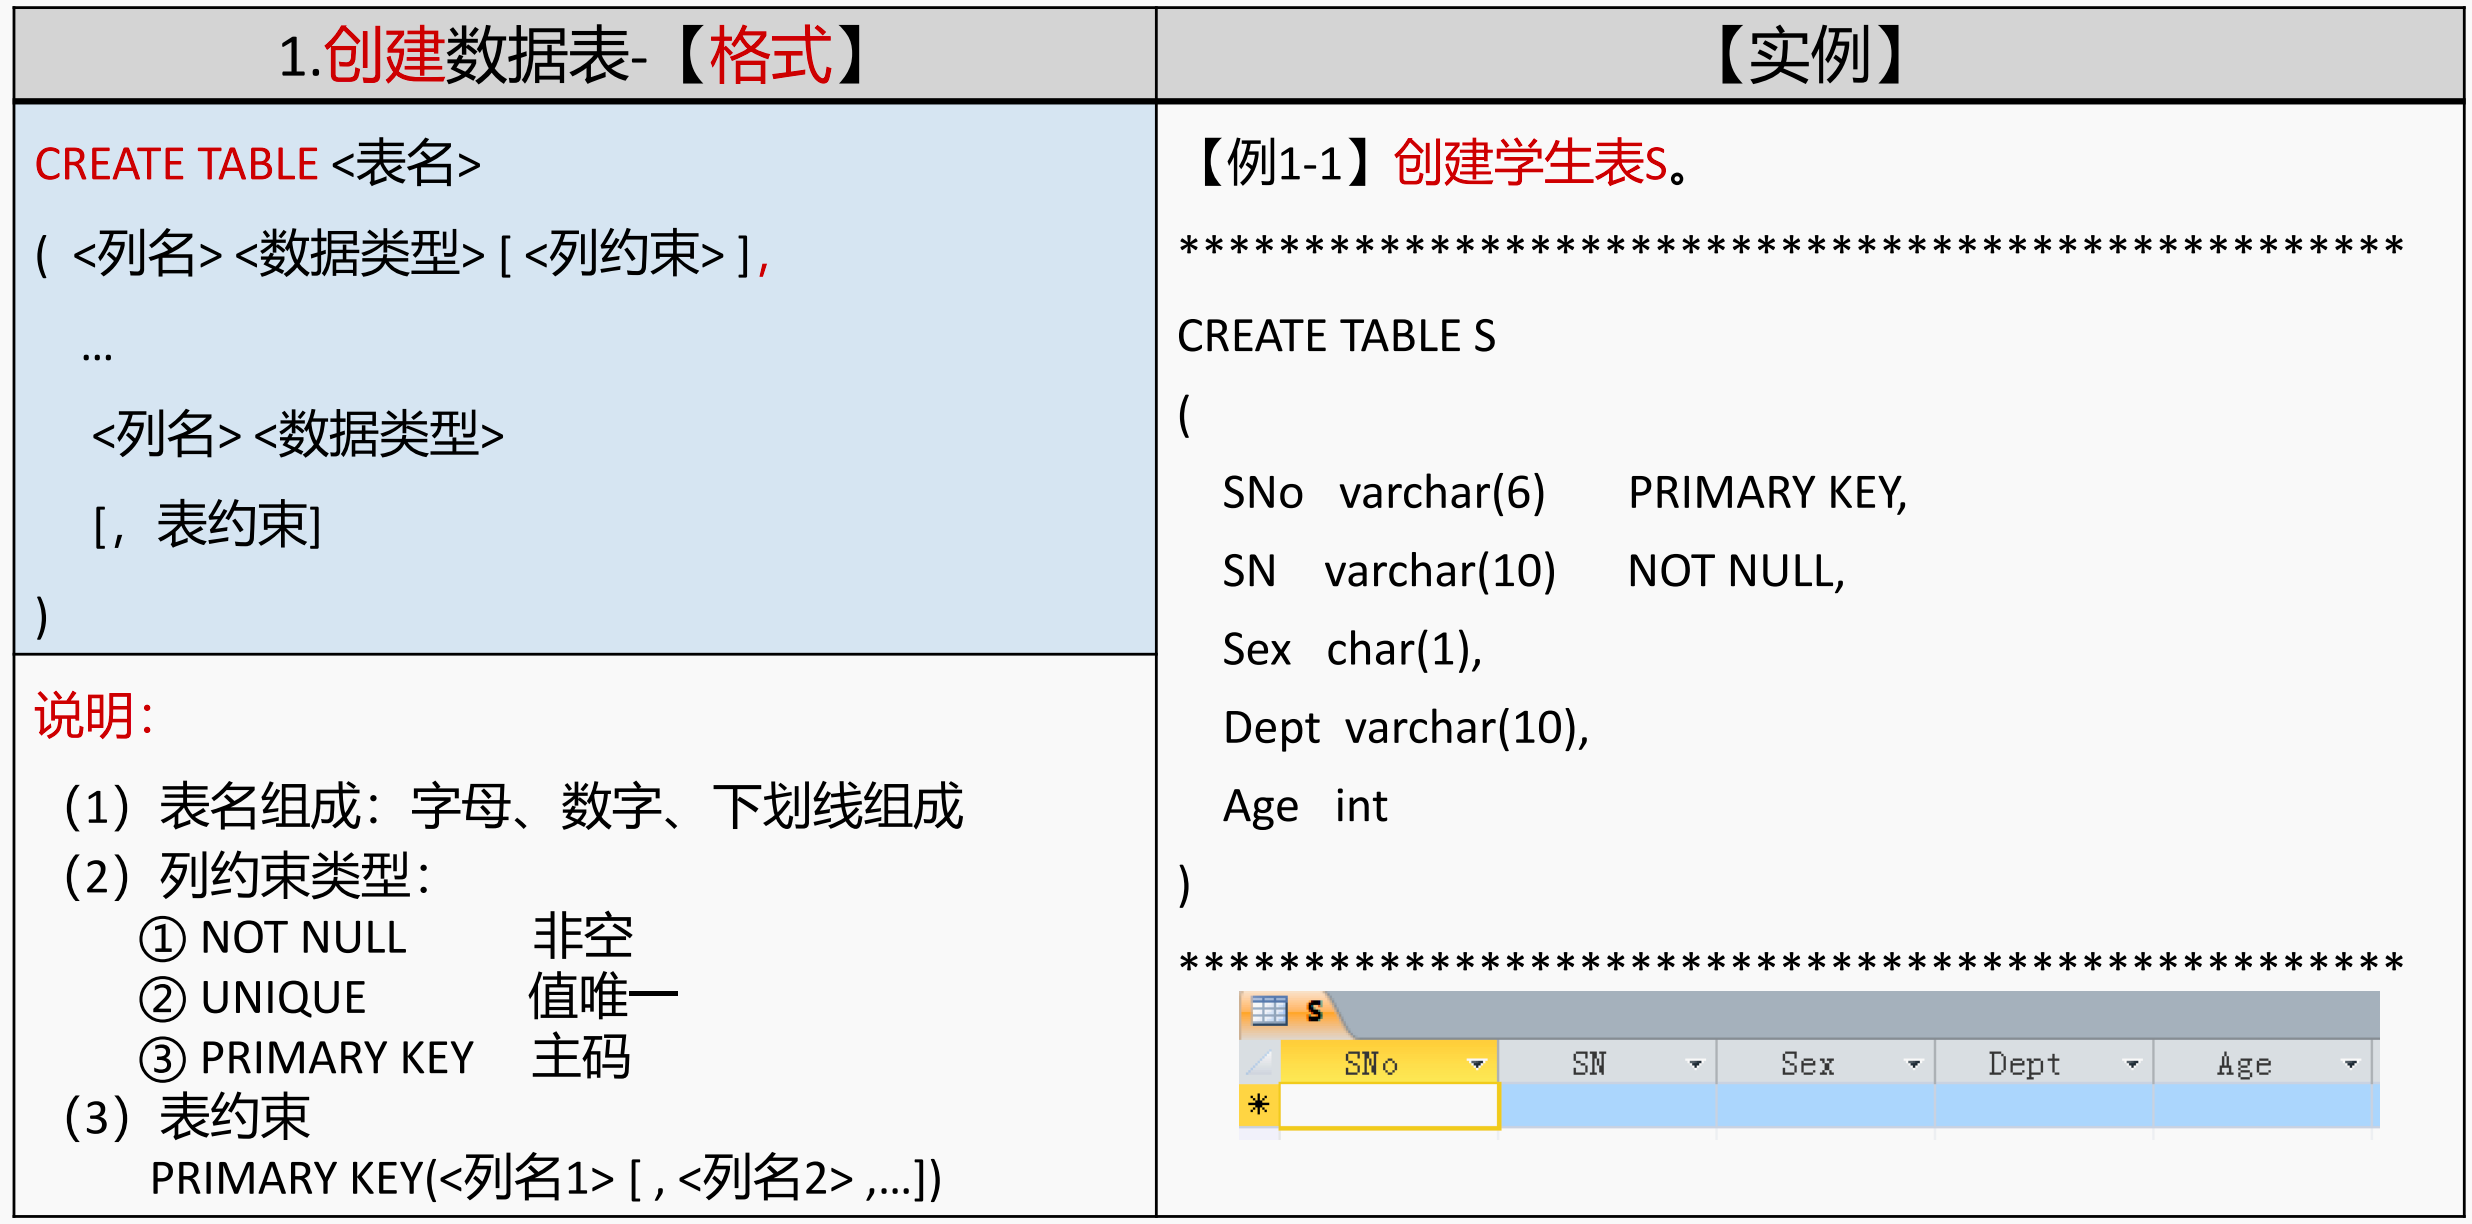 1.创建数据表-【格式】
CREATE TABLE <表名>
( <列名> <数据类型> [ <列约束> ],
...
<列名> <数据类型>
[，表约束]
)
说明：
（1）表名组成：字母、数字、下划线组成
（2）列约束类型：
① NOT NULL 非空
② UNIQUE 值唯一
③ PRIMARY KEY 主码
（3）表约束
PRIMARY KEY(<列名1> [ , <列名2> ,...])
【实例】
【例1-1】创建学生表S。
*************************************************
CREATE TABLE S
(
SNo varchar(6) PRIMARY KEY,
SN varchar(10) NOT NULL,
Sex char(1),
Dept varchar(10),
Age int
)
*************************************************
S
SNo SN Sex Dept Age
*